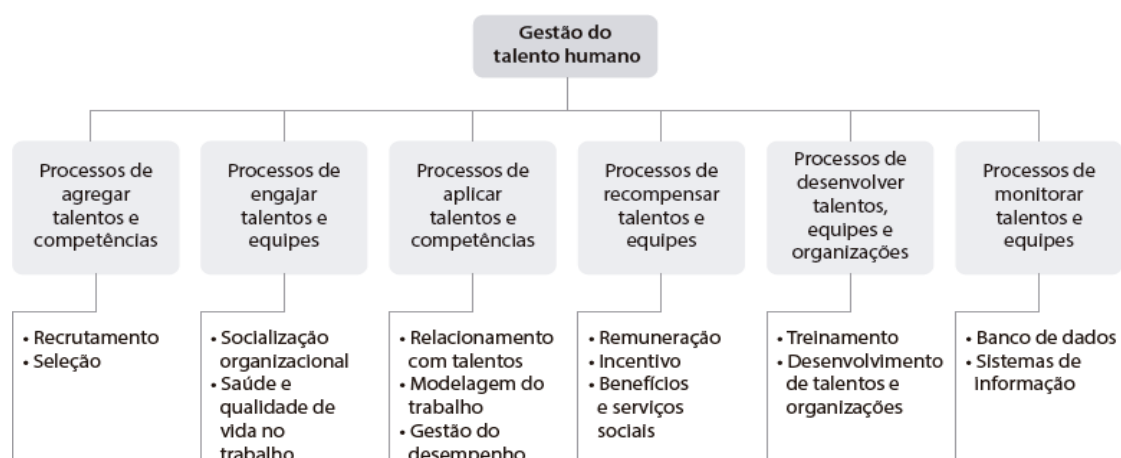 Gestão do
talento humano
Processos de
agregar
talentos e
competências
Processos de
engajar
talentos e
equipes
Processos de
aplicar
talentos e
competências
Processos de
recompensar
talentos e
equipes
Processos de
desenvolver
talentos,
equipes e
organizações
Processos de
monitorar
talentos e
equipes
• Recrutamento
• Seleção
• Socialização
organizacional
• Saúde e
qualidade de
vida no
trabalho
• Relacionamento
com talentos
• Modelagem do
trabalho
• Gestão do
desempenho
• Remuneração
• Incentivo
• Benefícios
e serviços
sociais
• Treinamento
• Desenvolvimento
de talentos e
organizações
• Banco de dados
• Sistemas de
informação